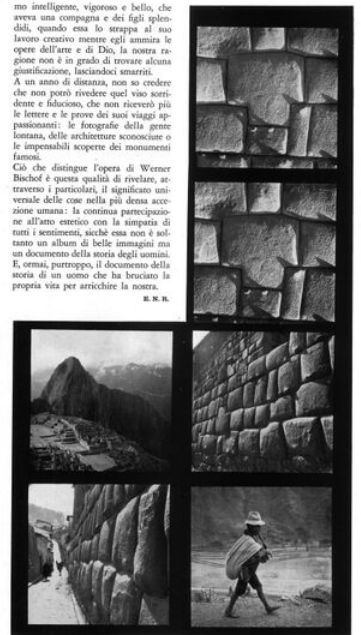 mo intelligente, vigoroso e bello, che
aveva una compagna e dei figli splen-
didi, quando essa lo strappa al suo
lavoro creativo mentre egli ammira le
opere dell'arte e di Dio, la nostra ra-
gione non è in grado di trovare alcuna
giustificazione, lasciandoci smarriti.
A un anno di distanza, non so credere
che non potrò rivedere quel viso sorri-
dente e fiducioso, che non riceverò più
le lettere e le prove dei suoi viaggi ap-
passionanti: le fotografie della gente
lontana, delle architetture sconosciute o
le impensabili scoperte dei monumenti
famosi.
Ciò che distingue l'opera di Werner
Bischof è questa qualità di rivelare, at-
traverso i particolari, il significato uni-
versale delle cose nella più densa acce-
zione umana: la continua partecipazio-
ne all'atto estetico con la simpatia di
tutti i sentimenti, sicchè essa non è sol-
tanto un album di belle immagini ma
un documento della storia degli uomini.
E, ormai, purtroppo, il documento della
storia di un uomo che ha bruciato la
propria vita per arricchire la nostra.
E. N. R.